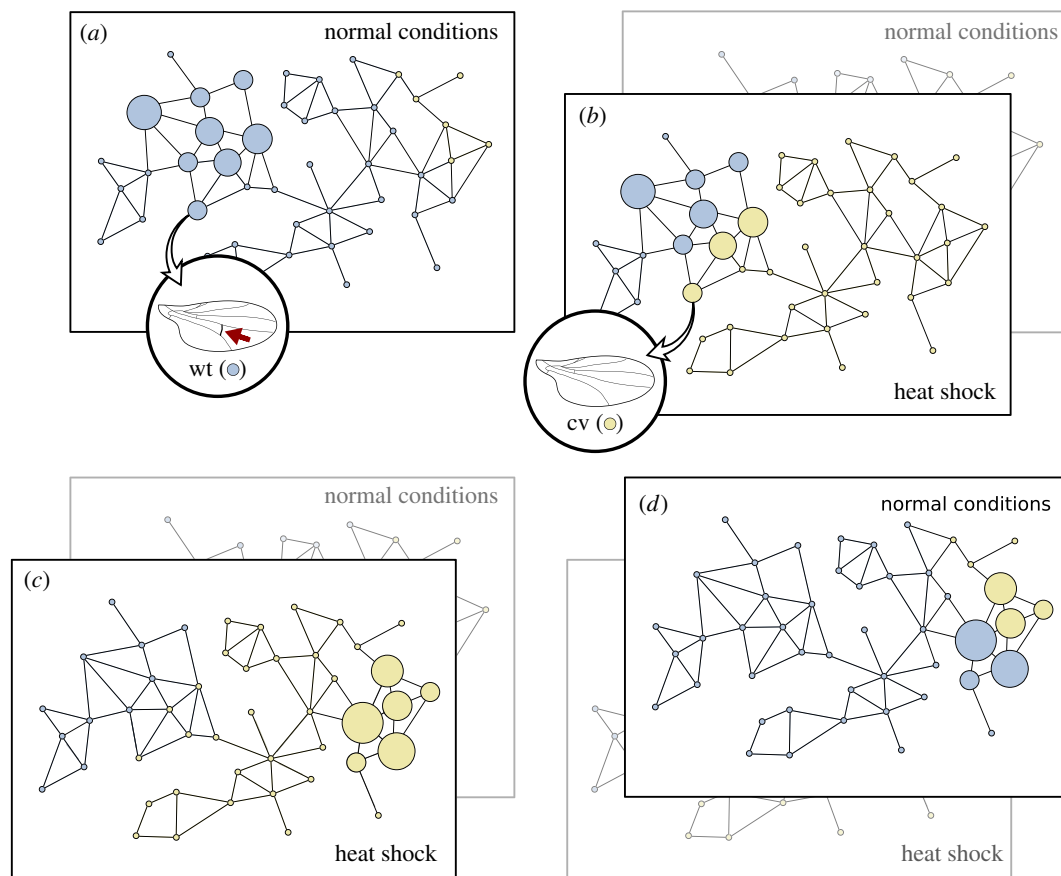 (a)
normal conditions
wt ( )
normal conditions
(b)
heat shock
cv ( )
normal conditions
(c)
heat shock
(d)
normal conditions
heat shock